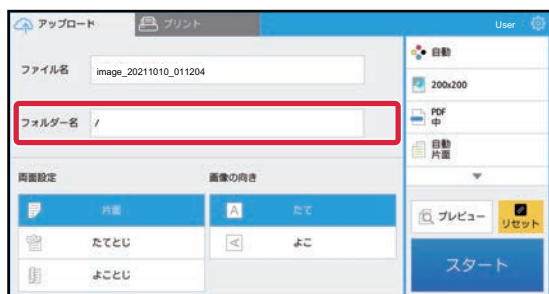 アップロード
プリント
User
ファイル名
image_20211010_011204
フォルダー名
/
両面設定
片面
たてとじ
よことじ
画像の向き
A
たて
A
よこ
自動
200x200
PDF
中
自動
片面
プレビュー
リセット
スタート